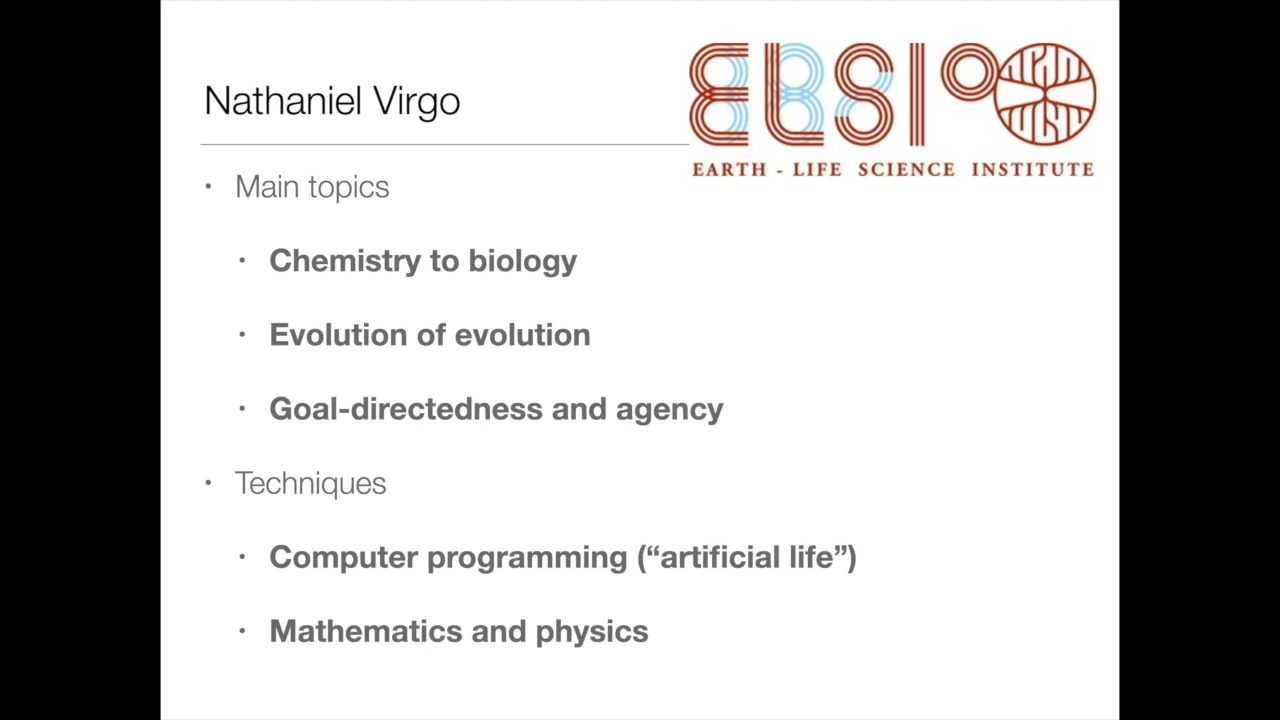 Nathaniel Virgo
ELSI
EARTH - LIFE SCIENCE INSTITUTE
• Main topics
• Chemistry to biology
• Evolution of evolution
• Goal-directedness and agency
• Techniques
• Computer programming (“artificial life”)
• Mathematics and physics